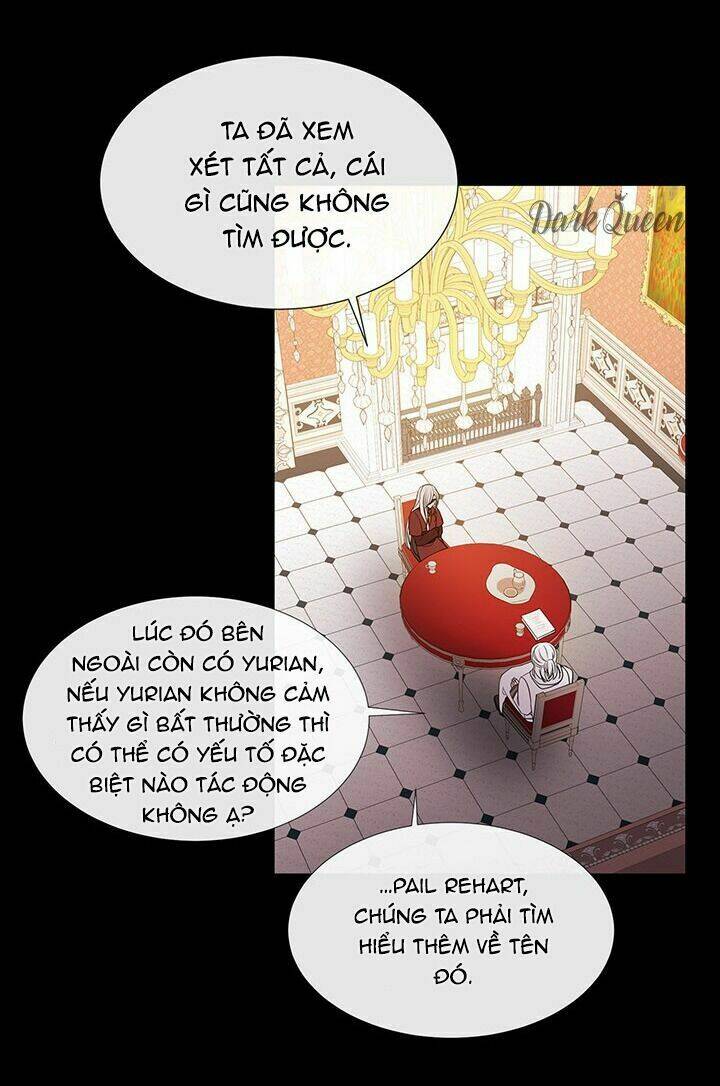 TA ĐÃ XEM
XÉT TẤT CẢ, CÁI
GÌ CŨNG KHÔNG
TÌM ĐƯỢC.
Dark Queen
LÚC ĐÓ BÊN
NGOÀI CÒN CÓ YURIAN,
NẾU YURIAN KHÔNG CẢM
THẤY GÌ BẤT THƯỜNG THÌ
CÓ THỂ CÓ YẾU TỐ ĐẶC
BIỆT NÀO TÁC ĐỘNG
KHÔNG Ạ?
...PAIL REHART,
CHÚNG TA PHẢI TÌM
HIỂU THÊM VỀ TÊN
ĐÓ.